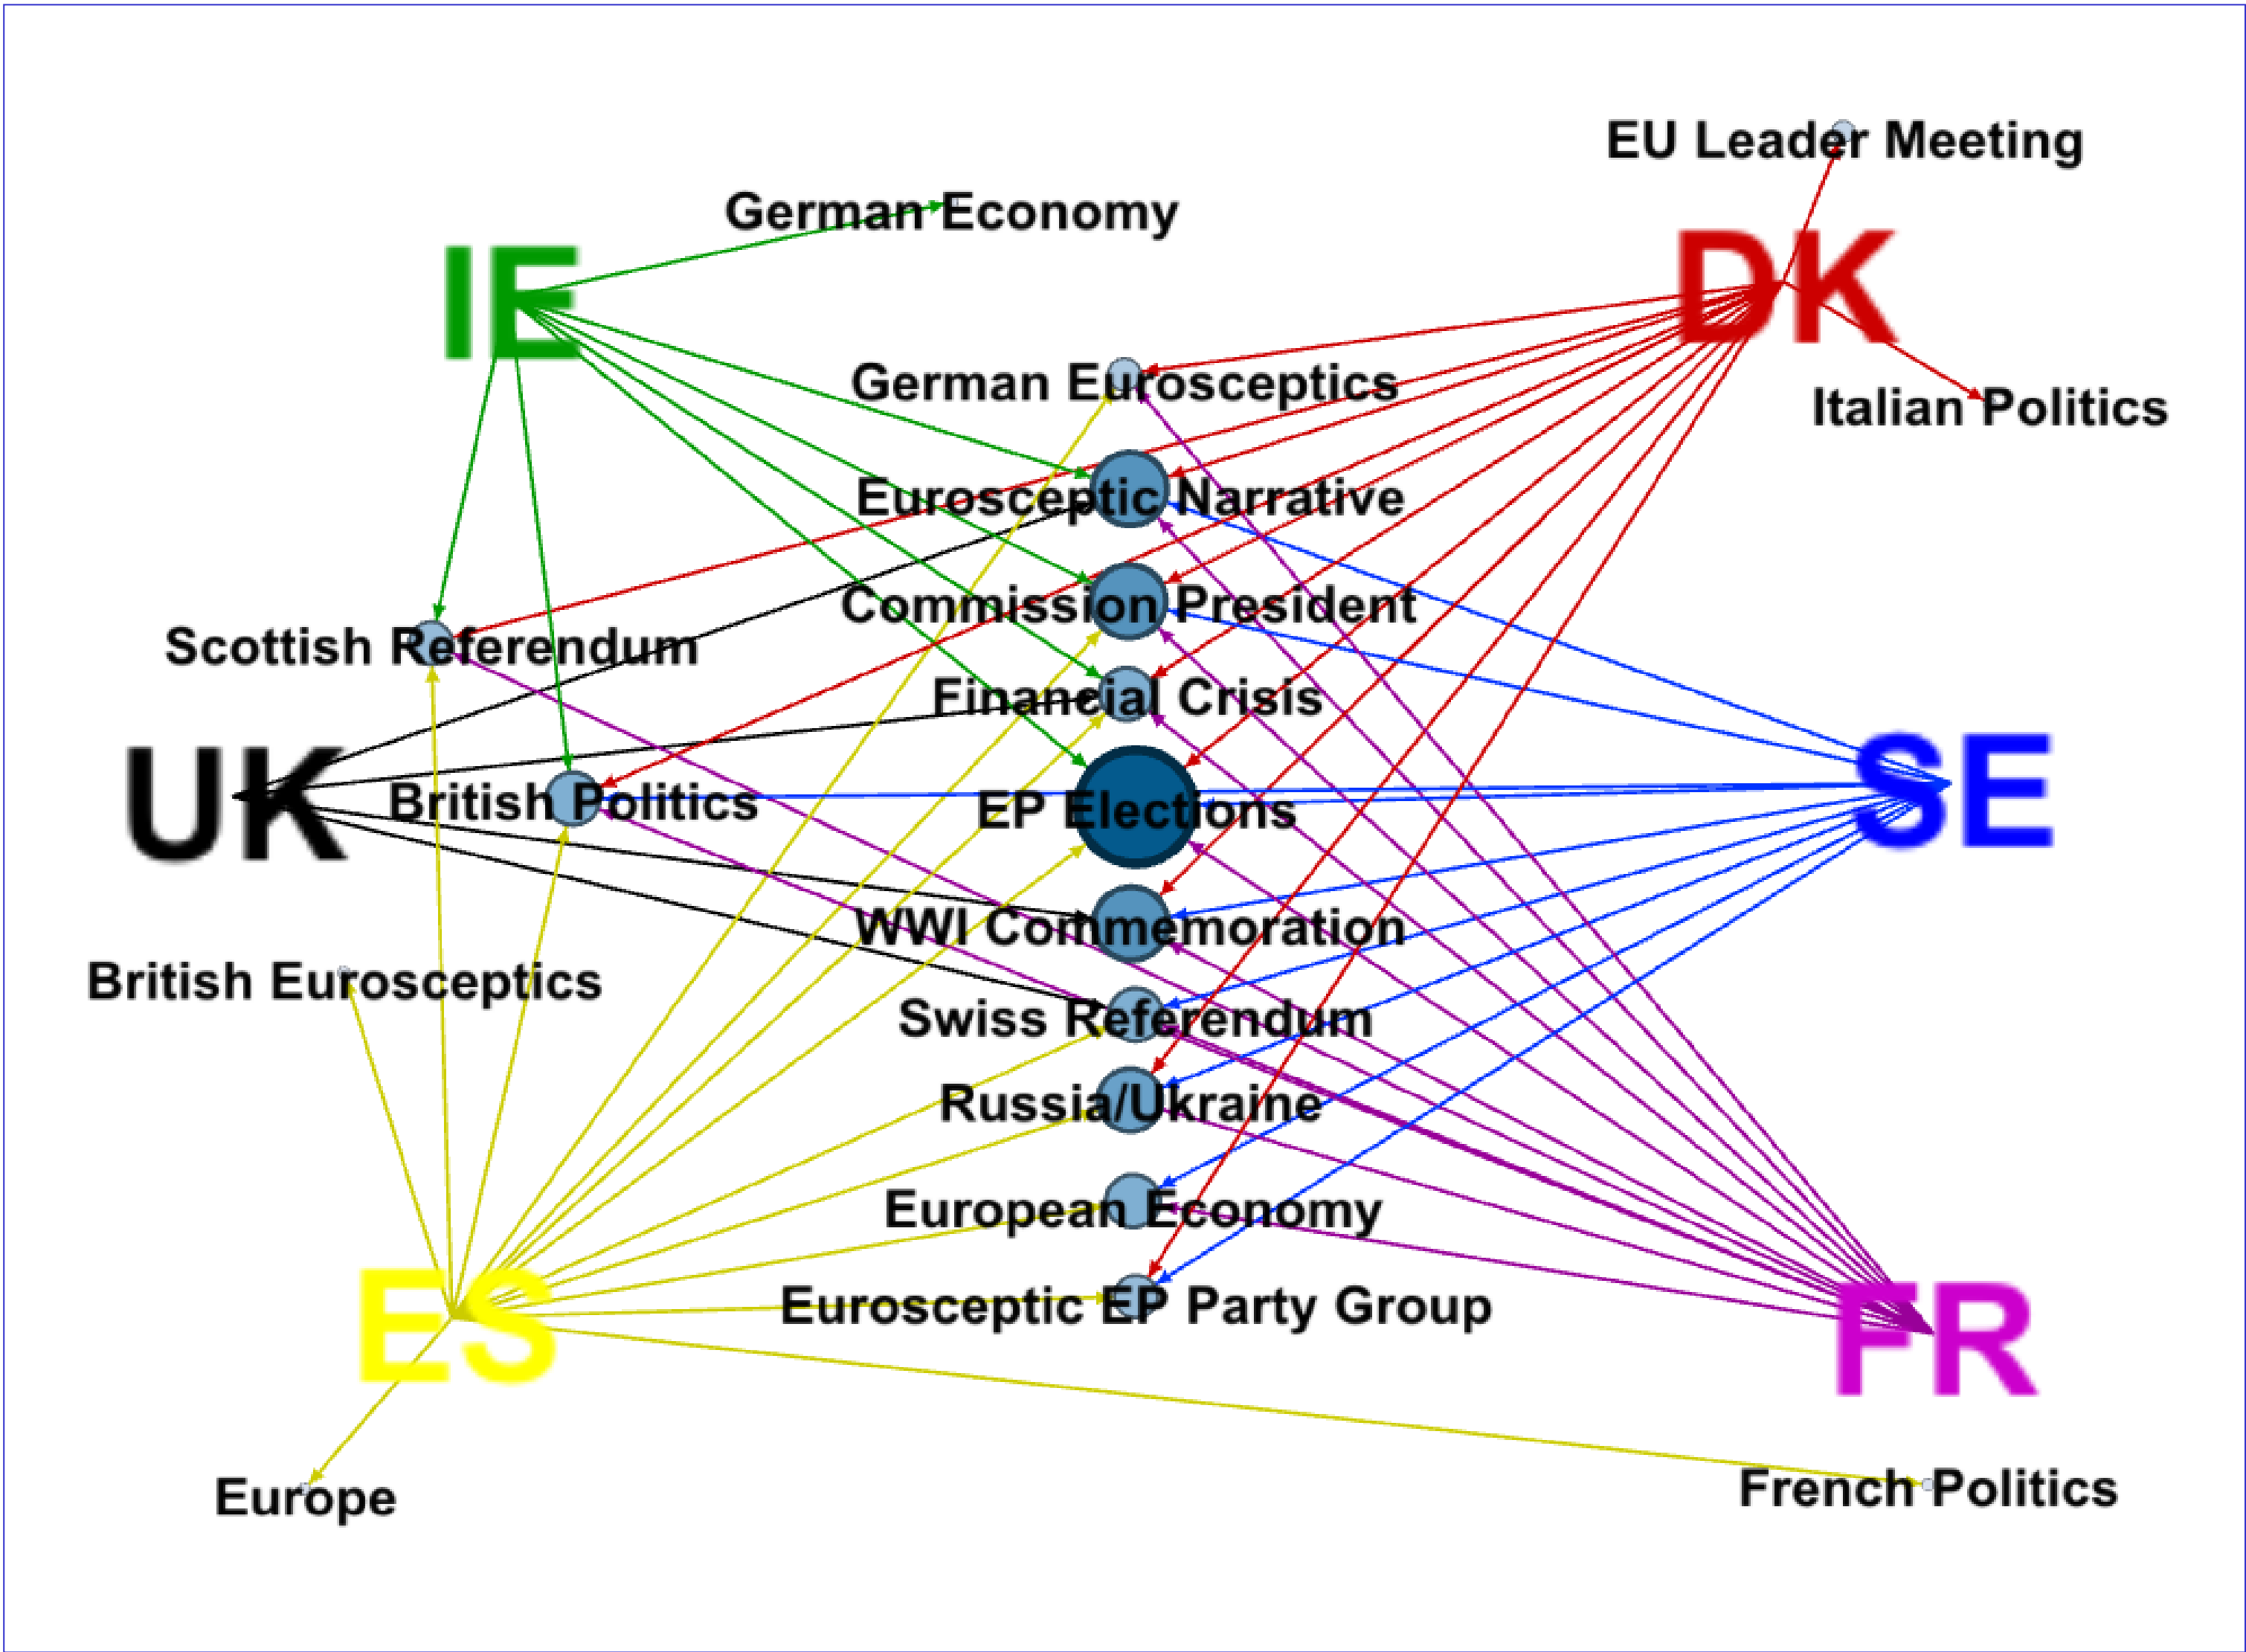 EU Leader Meeting
German Economy
IE
DK
German Eurosceptics
Italian Politics
Eurosceptic Narrative
Commission President
Scottish Referendum
Financial Crisis
UK
British Politics
EP Elections
SE
WWI Commemoration
British Eurosceptics
Swiss Referendum
Russia/Ukraine
European Economy
Eurosceptic EP Party Group
ES
FR
Europe
French Politics